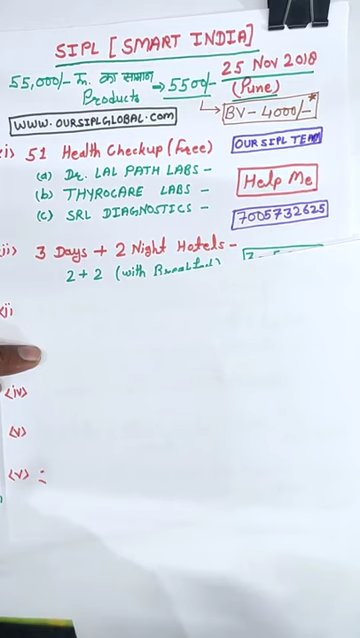 SIPL [SMART INDIA]
25 Nov 2018
(Pune)
55,000/- रु. का सामान
Products → 5500/-
BV - 4000/-*
www.OURSIPLGLOBAL.com
(i) 51 Health Checkup (Free)
OUR SIPL TEAM
(a) Dr. LAL PATH LABS -
(b) THYROCARE LABS -
(c) SRL DIAGNOSTICS -
Help Me
7005732625
(ii) 3 Days + 2 Night Hotels -
2+2 (with Breakfast)
<iv>
<v>
<v> :